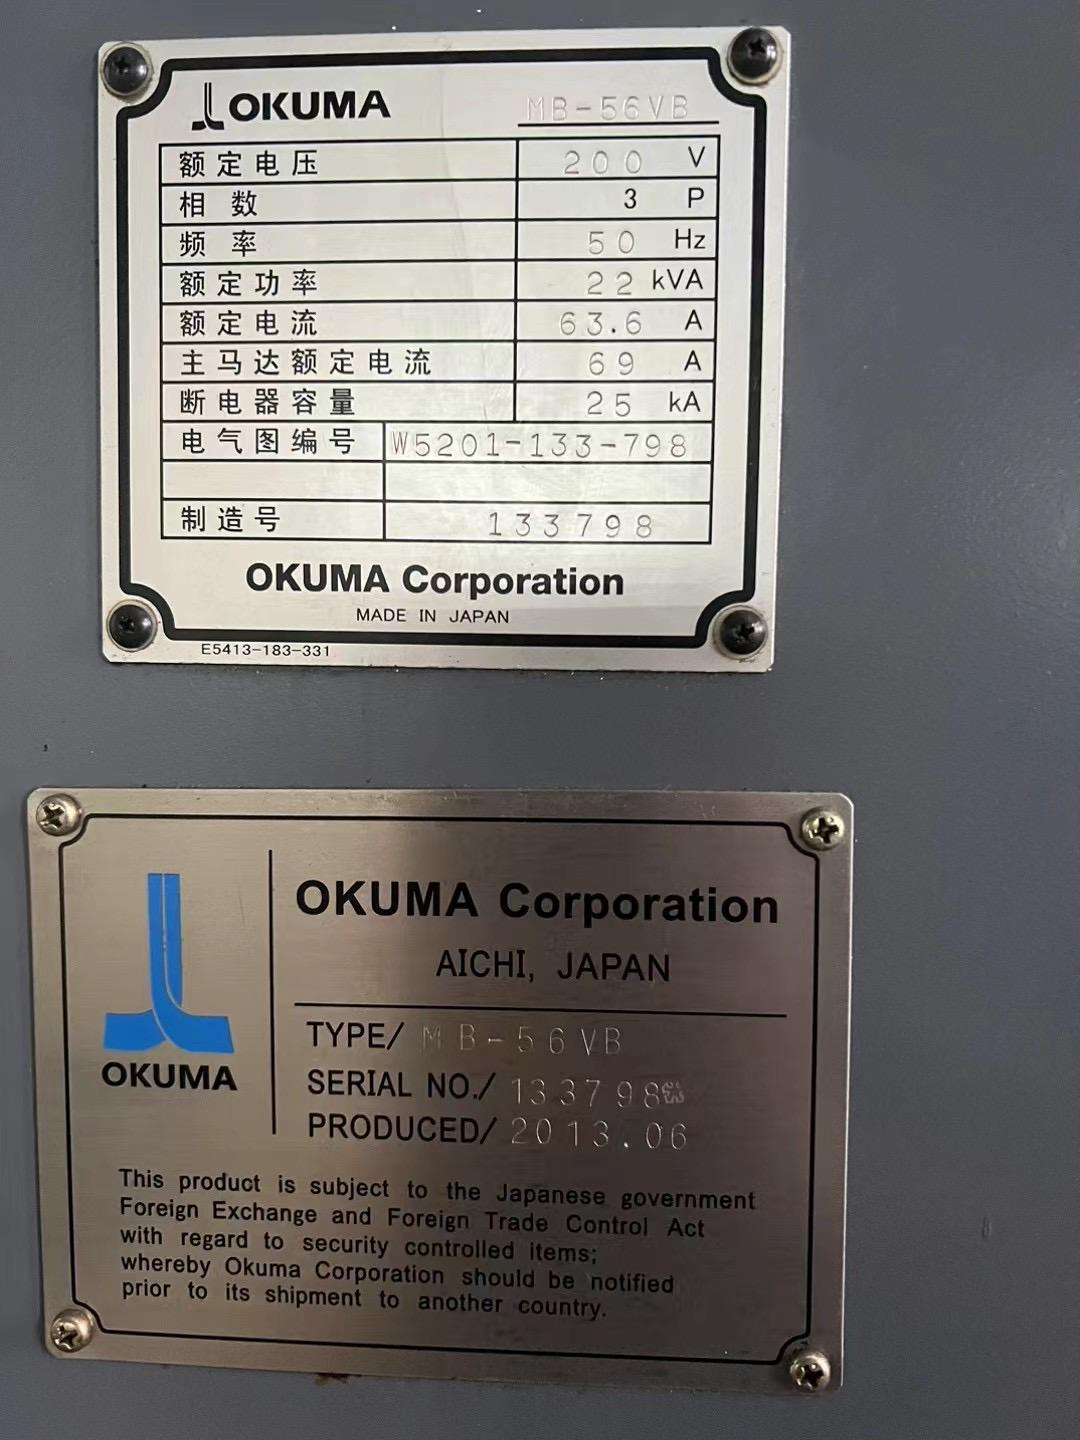 OKUMA MB-56VB
额定电压 200 V
相数 3 P
频率 50 Hz
额定功率 22 kVA
额定电流 63.6 A
主马达额定电流 69 A
断电器容量 25 kA
电气图编号 W5201-133-798
制造号 133798
OKUMA Corporation
MADE IN JAPAN
E5413-183-331
OKUMA
OKUMA Corporation
AICHI, JAPAN
TYPE/ MB-56VB
SERIAL NO./ 133798
PRODUCED/ 2013.06
This product is subject to the Japanese government
Foreign Exchange and Foreign Trade Control Act
with regard to security controlled items;
whereby Okuma Corporation should be notified
prior to its shipment to another country.